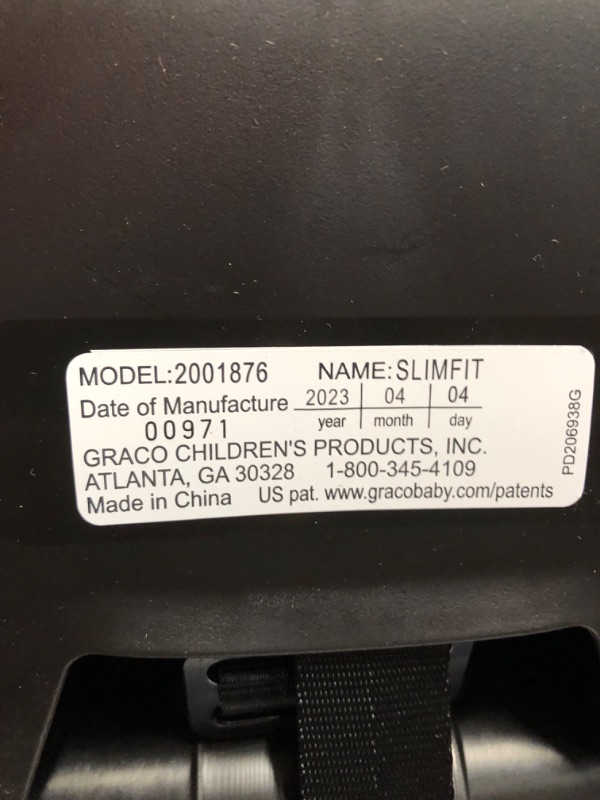 MODEL:2001876 NAME:SLIMFIT
Date of Manufacture 2023 | 04 | 04
year | month | day
00971
GRACO CHILDREN'S PRODUCTS, INC.
ATLANTA, GA 30328 1-800-345-4109
Made in China US pat. www.gracobaby.com/patents
PD206938G